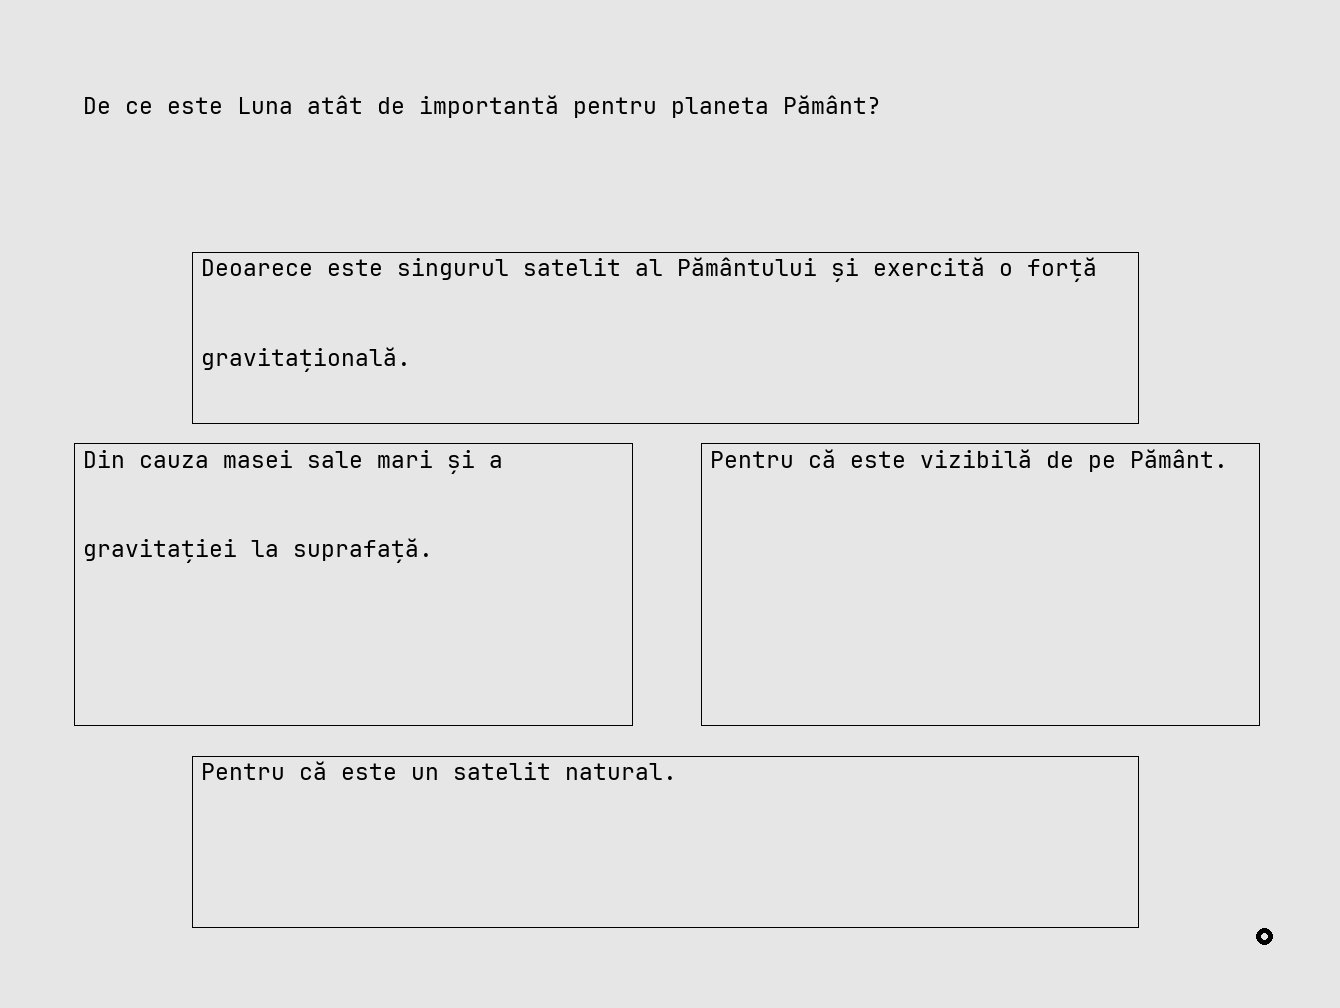 De ce este Luna atât de importantă pentru planeta Pământ?
Deoarece este singurul satelit al Pământului și exercită o forță
gravitațională.
Din cauza masei sale mari și a
gravitației la suprafață.
Pentru că este vizibilă de pe Pământ.
Pentru că este un satelit natural.